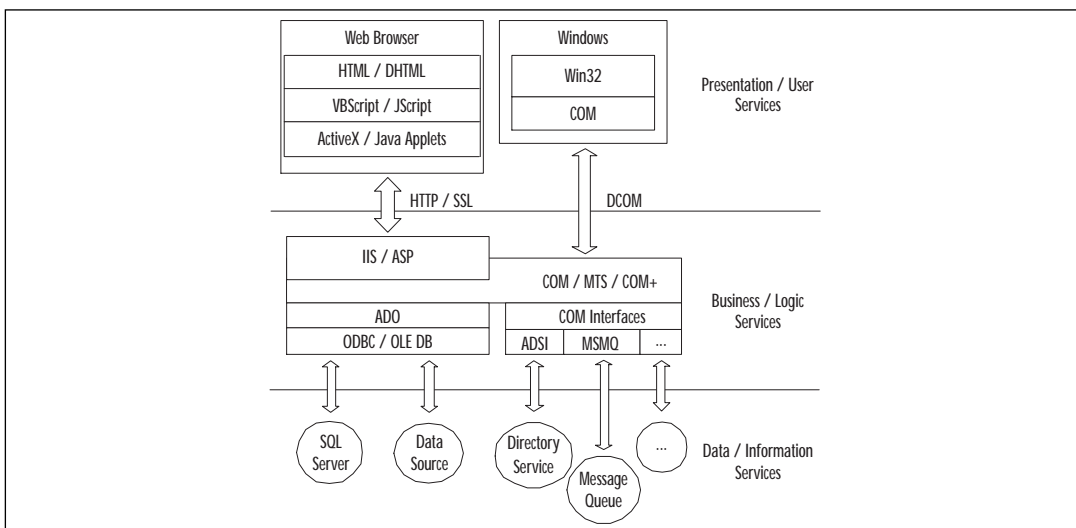 Web Browser
HTML / DHTML
VBScript / JScript
ActiveX / Java Applets
Windows
Win32
COM
Presentation / User
Services
HTTP / SSL
DCOM
IIS / ASP
COM / MTS / COM+
ADO
ODBC / OLE DB
COM Interfaces
ADSI
MSMQ
...
Business / Logic
Services
SQL
Server
Data
Source
Directory
Service
Message
Queue
...
Data / Information
Services